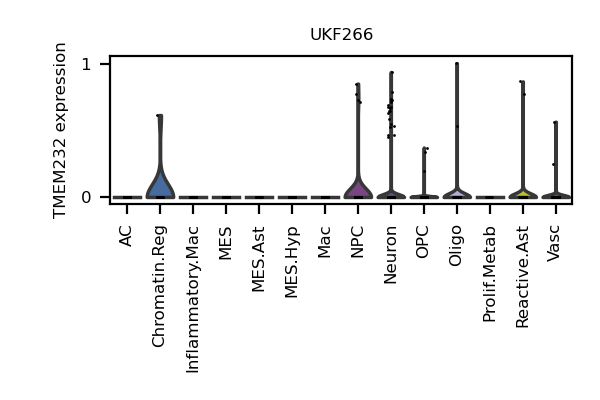 UKF266
TMEM232 expression
1
0
AC
Chromatin.Reg
Inflammatory.Mac
MES
MES.Ast
MES.Hyp
Mac
NPC
Neuron
OPC
Oligo
Prolif.Metab
Reactive.Ast
Vasc